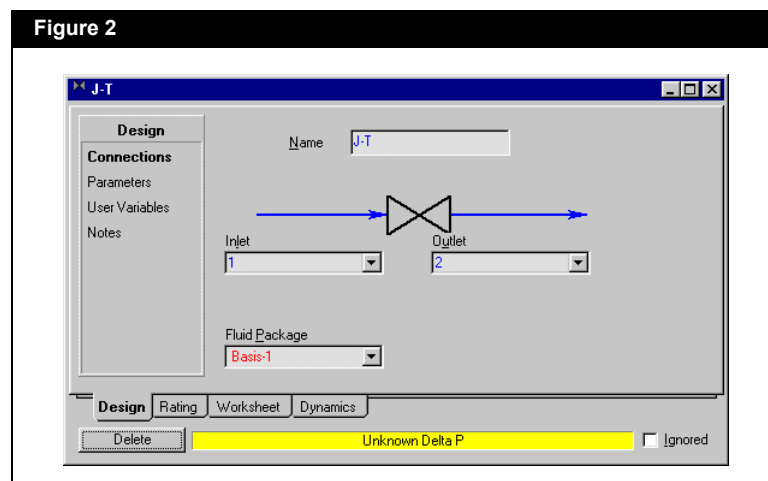 Figure 2
J-T
Design
Connections
Parameters
User Variables
Notes
Name J-T
Inlet
1
Outlet
2
Fluid Package
Basis-1
Design Rating Worksheet Dynamics
Delete Unknown Delta P Ignored